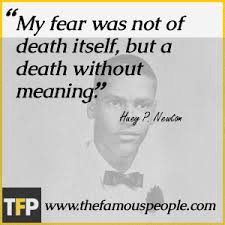 “My fear was not of
death itself, but a
death without
meaning.”
Huey P. Newton
TFP www.thefamouspeople.com